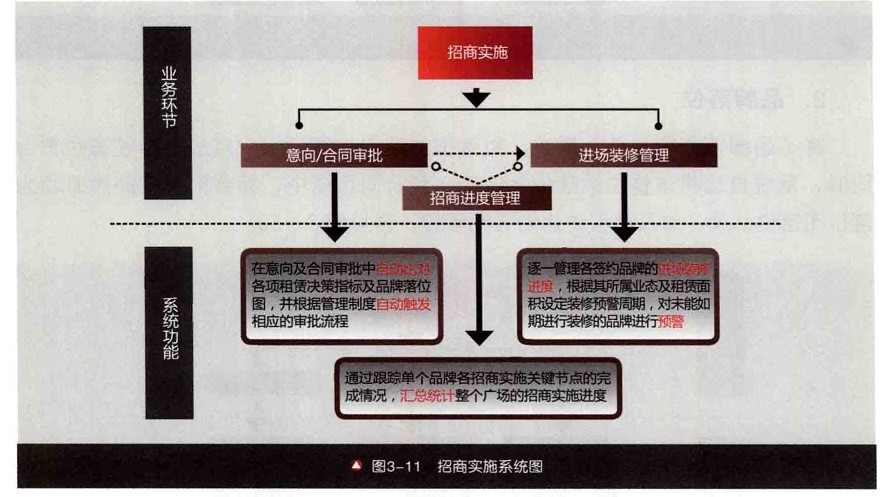 业务环节
招商实施
意向/合同审批
进场装修管理
招商进度管理
系统功能
在意向及合同审批中自动比对
各项租赁决策指标及品牌落位
图，并根据管理制度自动触发
相应的审批流程
逐一管理各签约品牌的进场装修
进度，根据其所属业态及租赁面
积设定装修预警周期，对未能如
期进行装修的品牌进行预警
通过跟踪单个品牌各招商实施关键节点的完
成情况，汇总统计整个广场的招商实施进度
图3-11 招商实施系统图